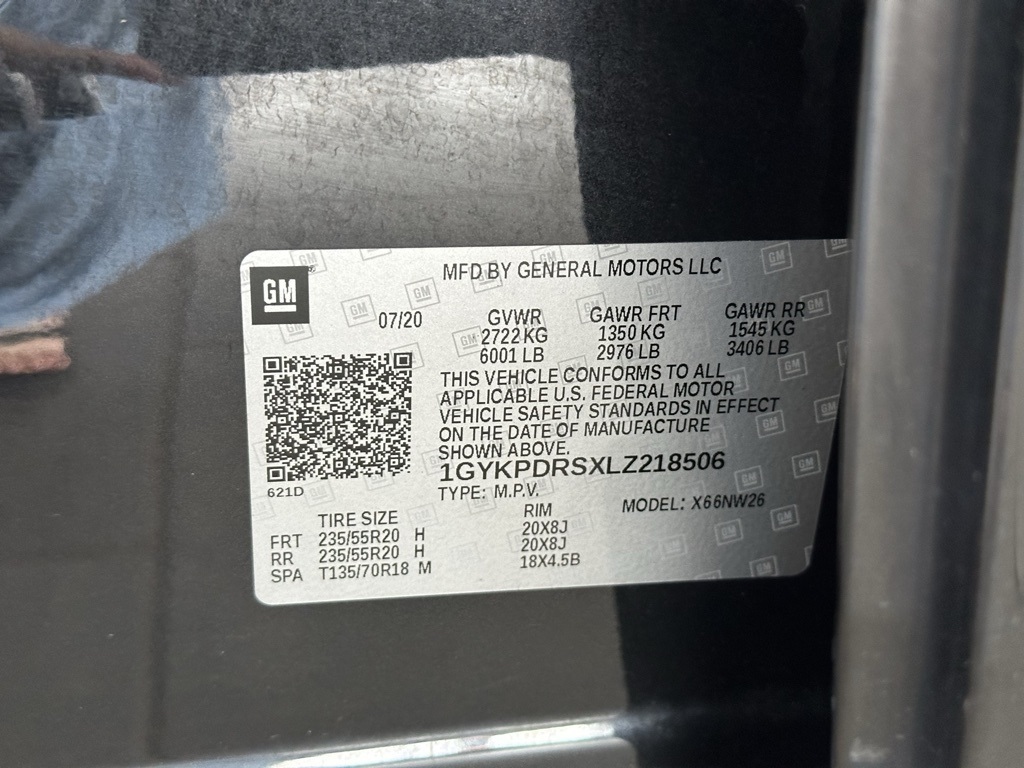 GM
MFD BY GENERAL MOTORS LLC
07/20 GVWR GAWR FRT GAWR RR
2722 KG 1350 KG 1545 KG
6001 LB 2976 LB 3406 LB
THIS VEHICLE CONFORMS TO ALL
APPLICABLE U.S. FEDERAL MOTOR
VEHICLE SAFETY STANDARDS IN EFFECT
ON THE DATE OF MANUFACTURE
SHOWN ABOVE.
1GYKPDRSXLZ218506
621D
TYPE: M.P.V. MODEL: X66NW26
TIRE SIZE RIM
FRT 235/55R20 H 20X8J
RR 235/55R20 H 20X8J
SPA T135/70R18 M 18X4.5B